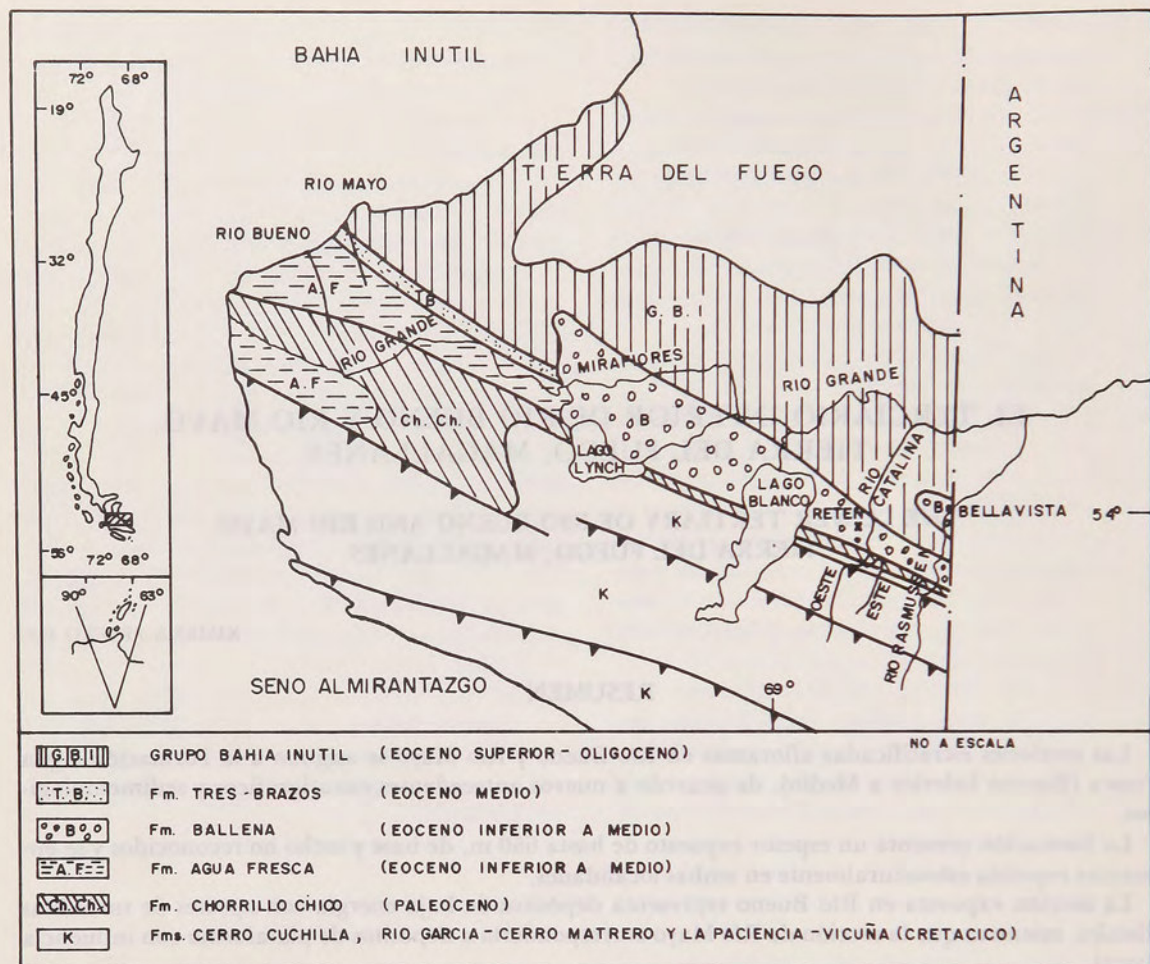 72° 68°
19°
32°
45°
56°
72° 68°
90° 63°
BAHIA INUTIL
TIERRA DEL FUEGO
ARGENTINA
RIO MAYO
RIO BUENO
A. F
T B
RIO GRANDE
G. B. I
MIRAFIORES
A. F
Ch. Ch.
RIO GRANDE
LAGO LYNCH
LAGO BLANCO
RIO CATALINA
RETEN
B
BELLAVISTA
54°
K
OESTE
ESTE
RIO RASMUSSEN
K
K
69°
SENO ALMIRANTAZGO
NO A ESCALA
G B I GRUPO BAHIA INUTIL (EOCENO SUPERIOR - OLIGOCENO)
T. B. Fm. TRES-BRAZOS (EOCENO MEDIO)
B Fm. BALLENA (EOCENO INFERIOR A MEDIO)
A. F. Fm. AGUA FRESCA (EOCENO INFERIOR A MEDIO)
Ch. Ch. Fm CHORRILLO CHICO (PALEOCENO)
K Fms. CERRO CUCHILLA, RIO GARCIA-CERRO MATRERO Y LA PACIENCIA-VICUÑA (CRETACICO)